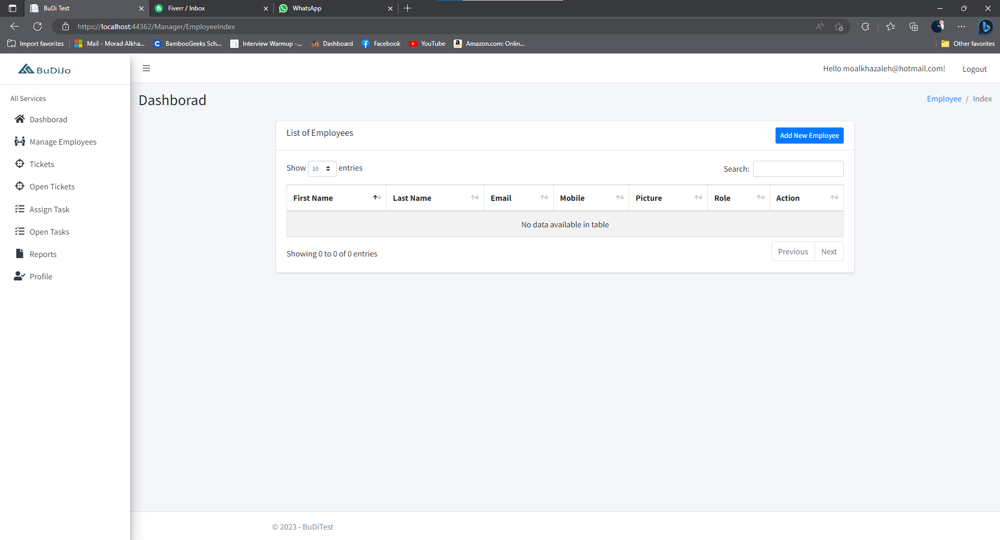 BuDi Test
Fiverr / Inbox
WhatsApp
https://localhost:44362/Manager/EmployeeIndex
Import favorites
Mail - Morad Alkha...
BambooGeeks Sch...
Interview Warmup -...
Dashboard
Facebook
YouTube
Amazon.com: Onlin...
Other favorites
BuDiJo
Hello moalkhazaleh@hotmail.com!
Logout
All Services
Dashborad
Manage Employees
Tickets
Open Tickets
Assign Task
Open Tasks
Reports
Profile
Dashborad
Employee / Index
List of Employees
Add New Employee
Show 10 entries
Search:
First Name Last Name Email Mobile Picture Role Action
No data available in table
Showing 0 to 0 of 0 entries
Previous Next
© 2023 - BuDiTest